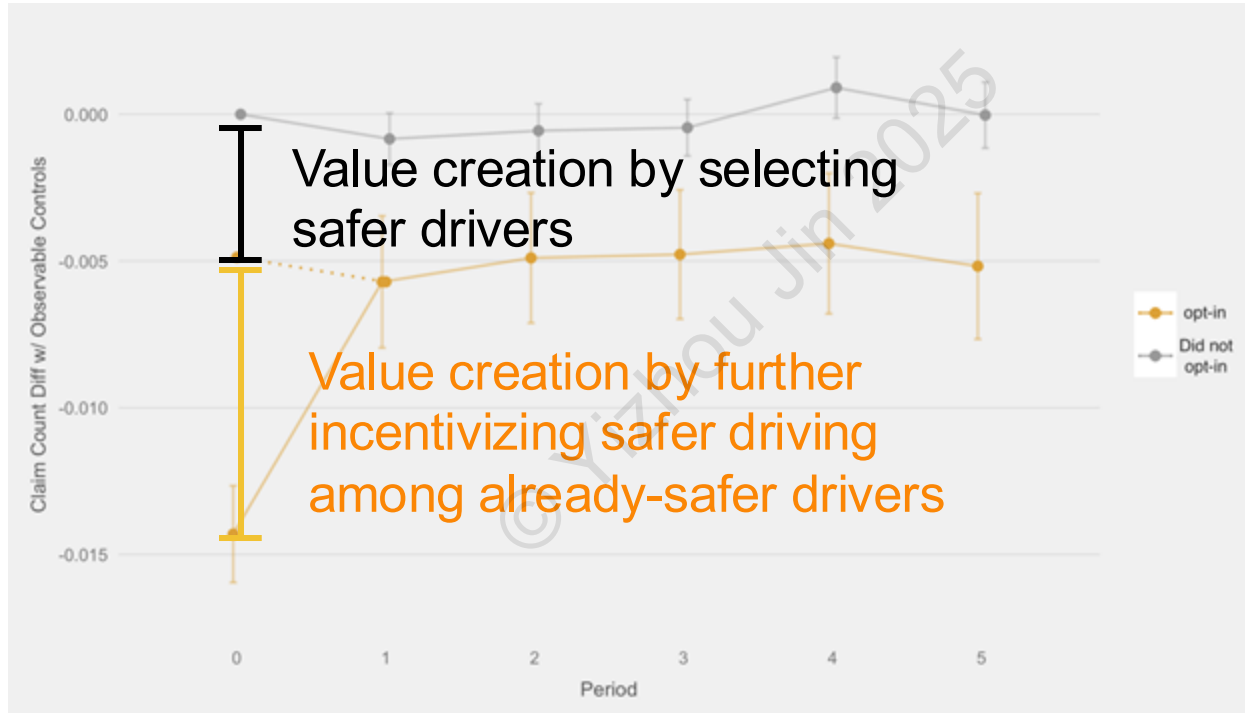 0.000
-0.005
-0.010
-0.015
Claim Count Diff w/ Observable Controls
Value creation by selecting
safer drivers
Value creation by further
incentivizing safer driving
among already-safer drivers
© Yizhou Jin 2025
opt-in
Did not
opt-in
0 1 2 3 4 5
Period